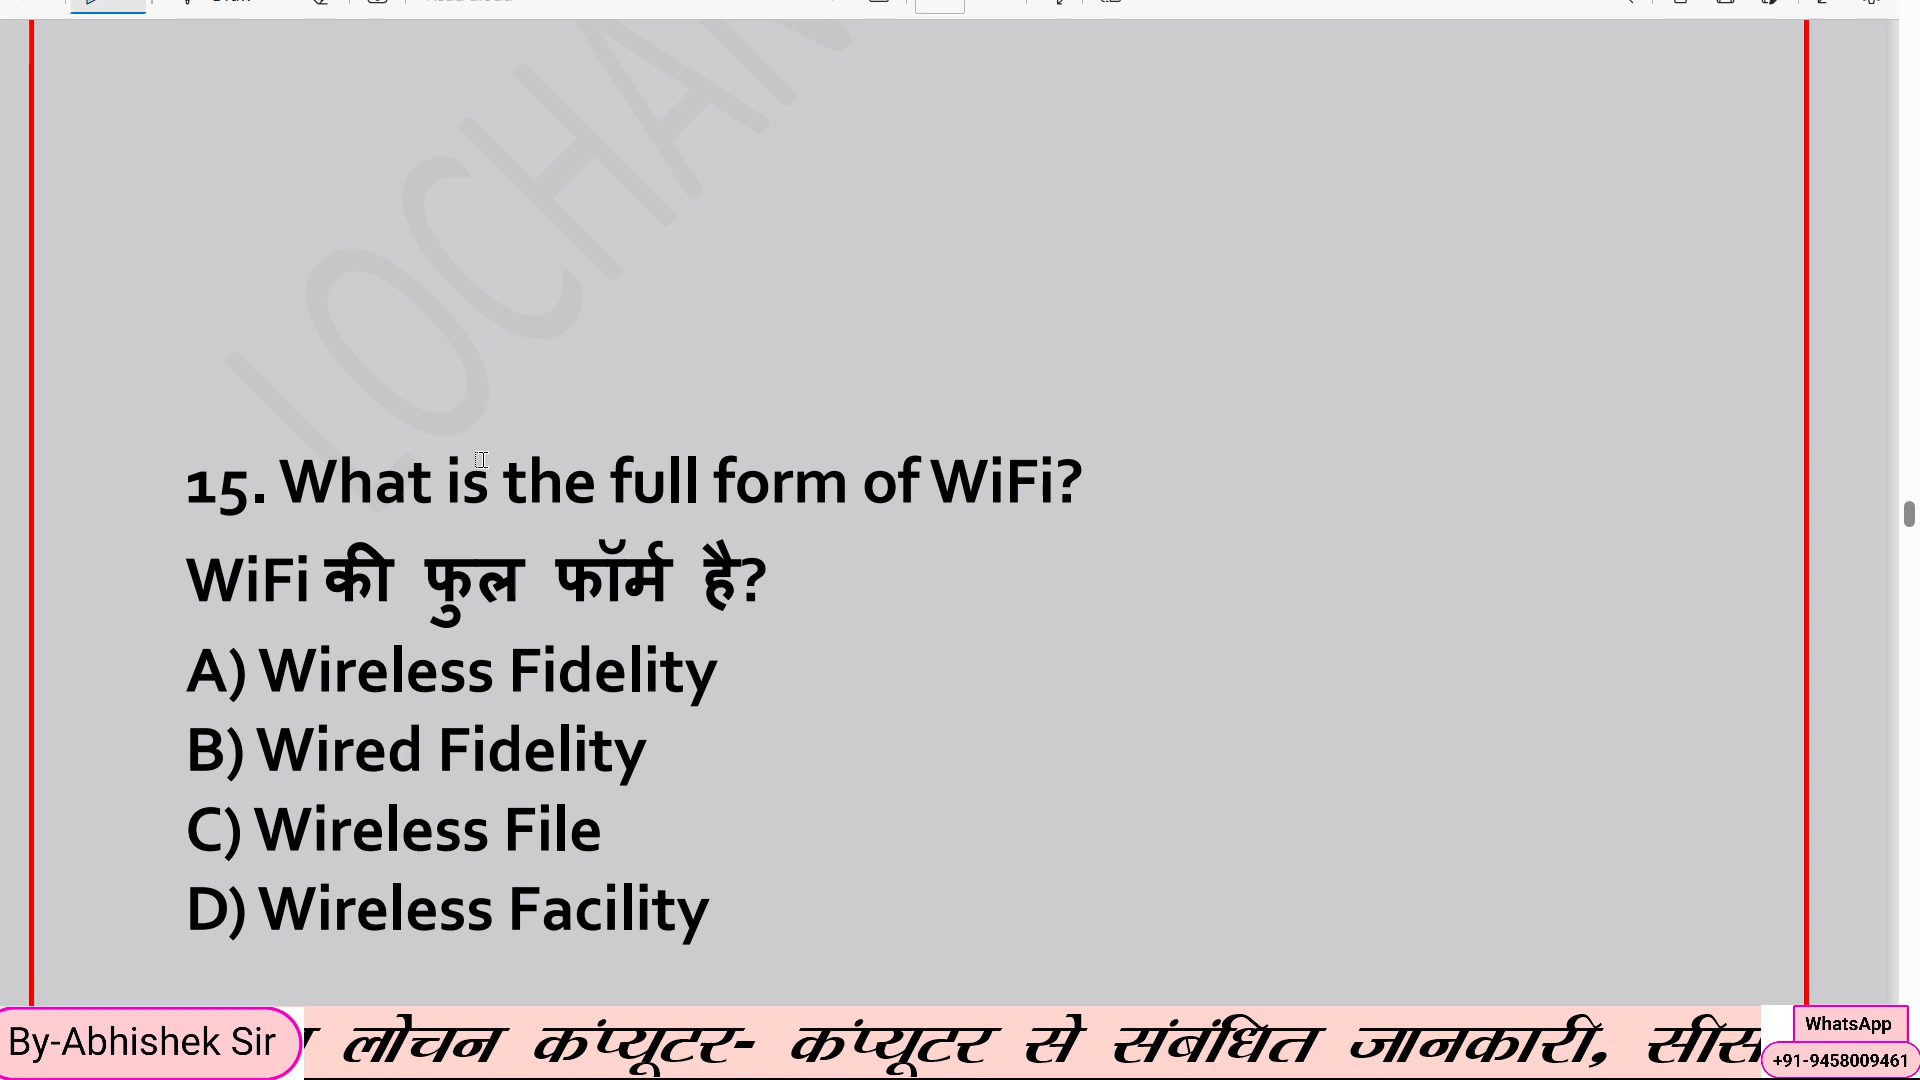 LOCHAN
15. What is the full form of WiFi?
WiFi की फुल फॉर्म है?
A) Wireless Fidelity
B) Wired Fidelity
C) Wireless File
D) Wireless Facility
By-Abhishek Sir
लोचन कंप्यूटर- कंप्यूटर से संबंधित जानकारी,
WhatsApp
+91-9458009461